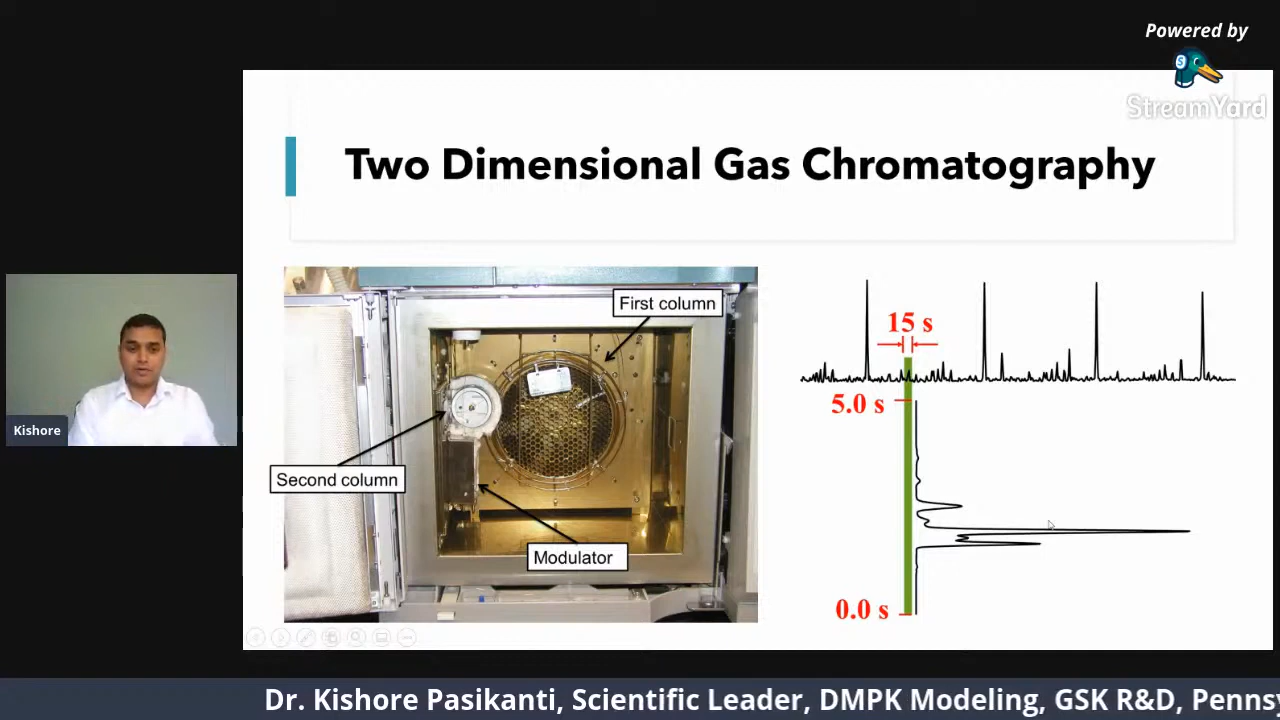 Powered by
StreamYard
Two Dimensional Gas Chromatography
First column
Second column
Modulator
15 s
5.0 s
0.0 s
Kishore
Dr. Kishore Pasikanti, Scientific Leader, DMPK Modeling, GSK R&D, Pennsy